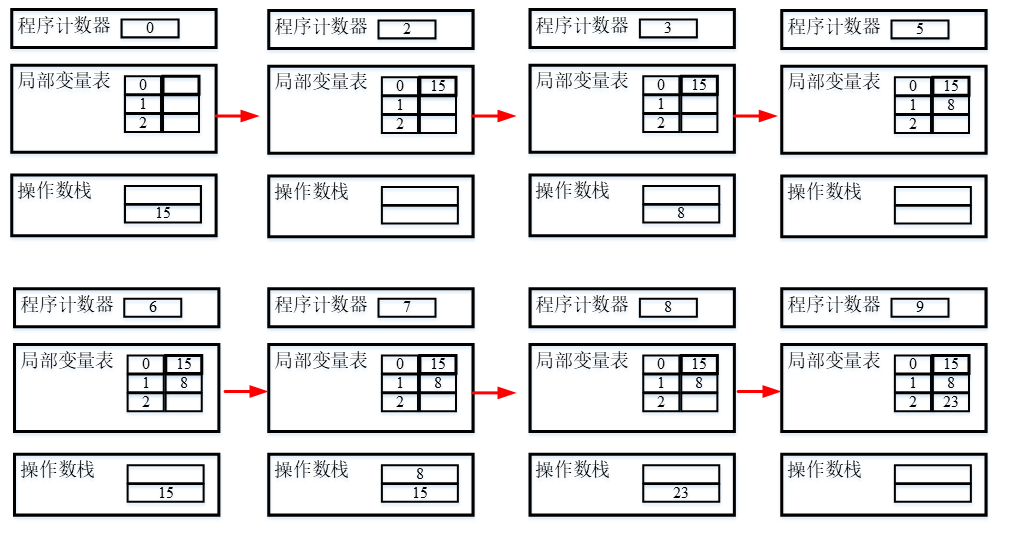 程序计数器 0
程序计数器 2
程序计数器 3
程序计数器 5
局部变量表
0
1
2
局部变量表
0 15
1
2
局部变量表
0 15
1
2
局部变量表
0 15
1 8
2
操作数栈
15
操作数栈
操作数栈
8
操作数栈
程序计数器 6
程序计数器 7
程序计数器 8
程序计数器 9
局部变量表
0 15
1 8
2
局部变量表
0 15
1 8
2
局部变量表
0 15
1 8
2
局部变量表
0 15
1 8
2 23
操作数栈
15
操作数栈
8
15
操作数栈
23
操作数栈